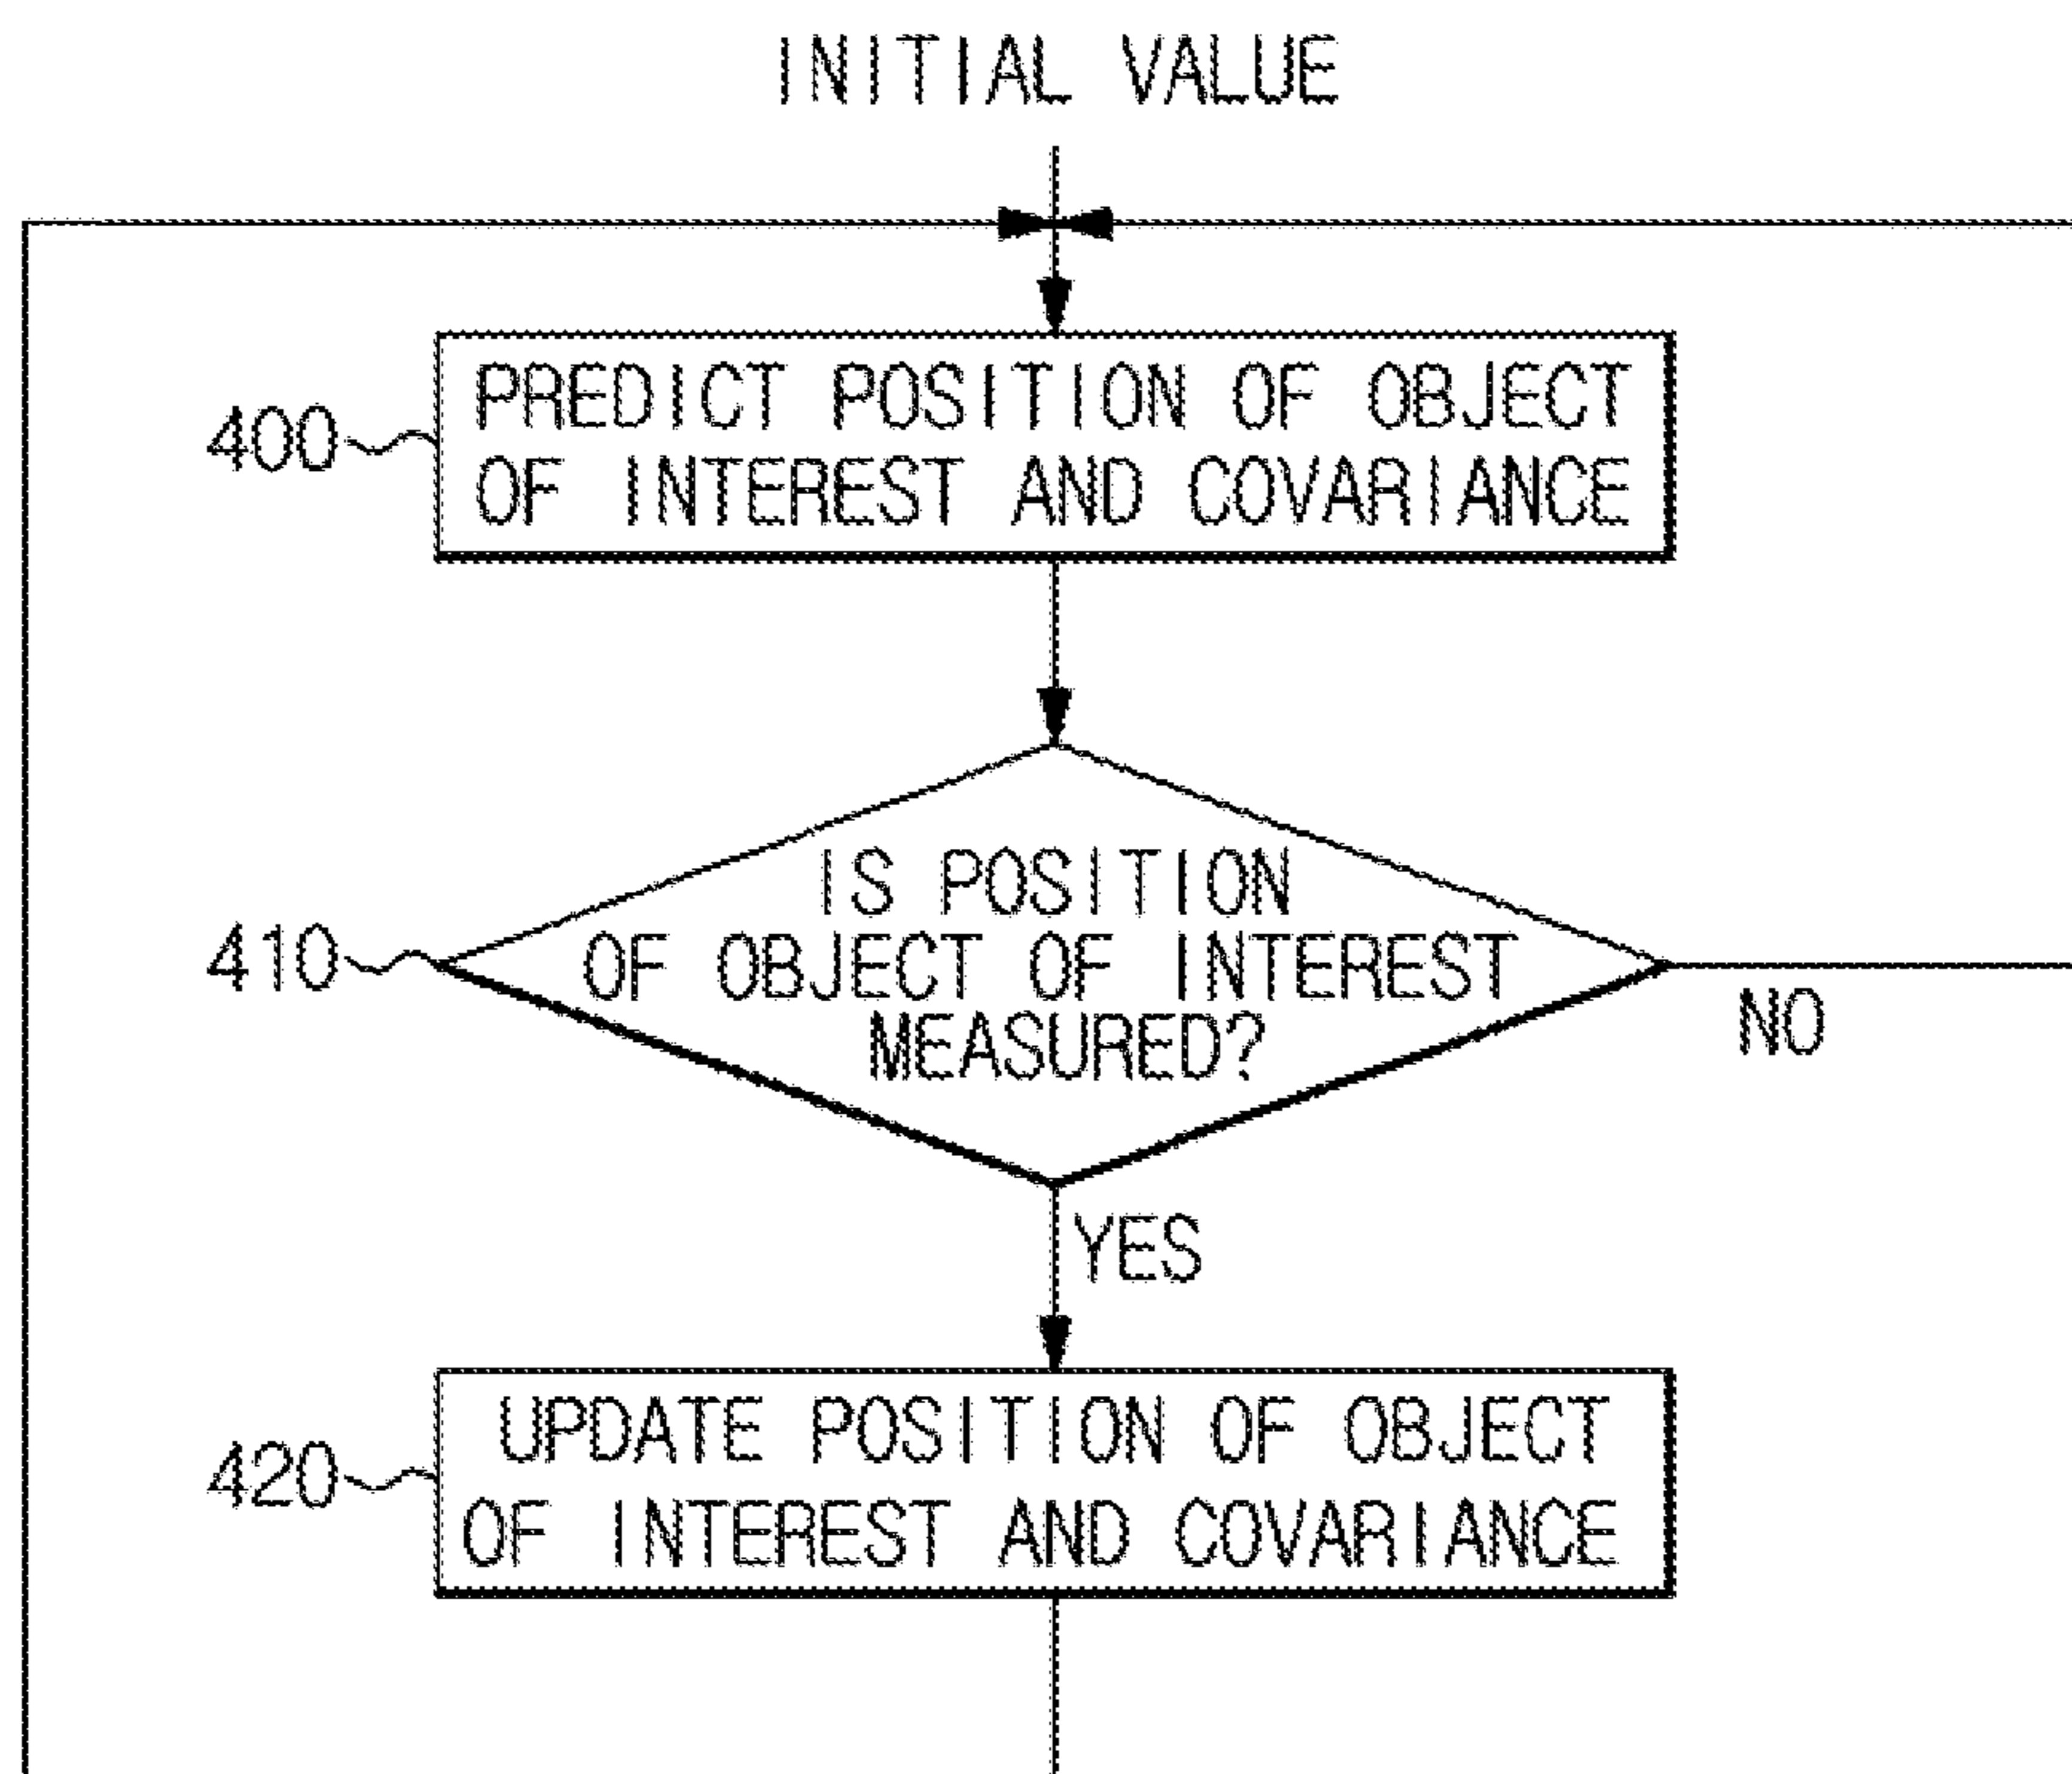 INITIAL VALUE
400
PREDICT POSITION OF OBJECT
OF INTEREST AND COVARIANCE
410
IS POSITION
OF OBJECT OF INTEREST
MEASURED?
NO
YES
420
UPDATE POSITION OF OBJECT
OF INTEREST AND COVARIANCE